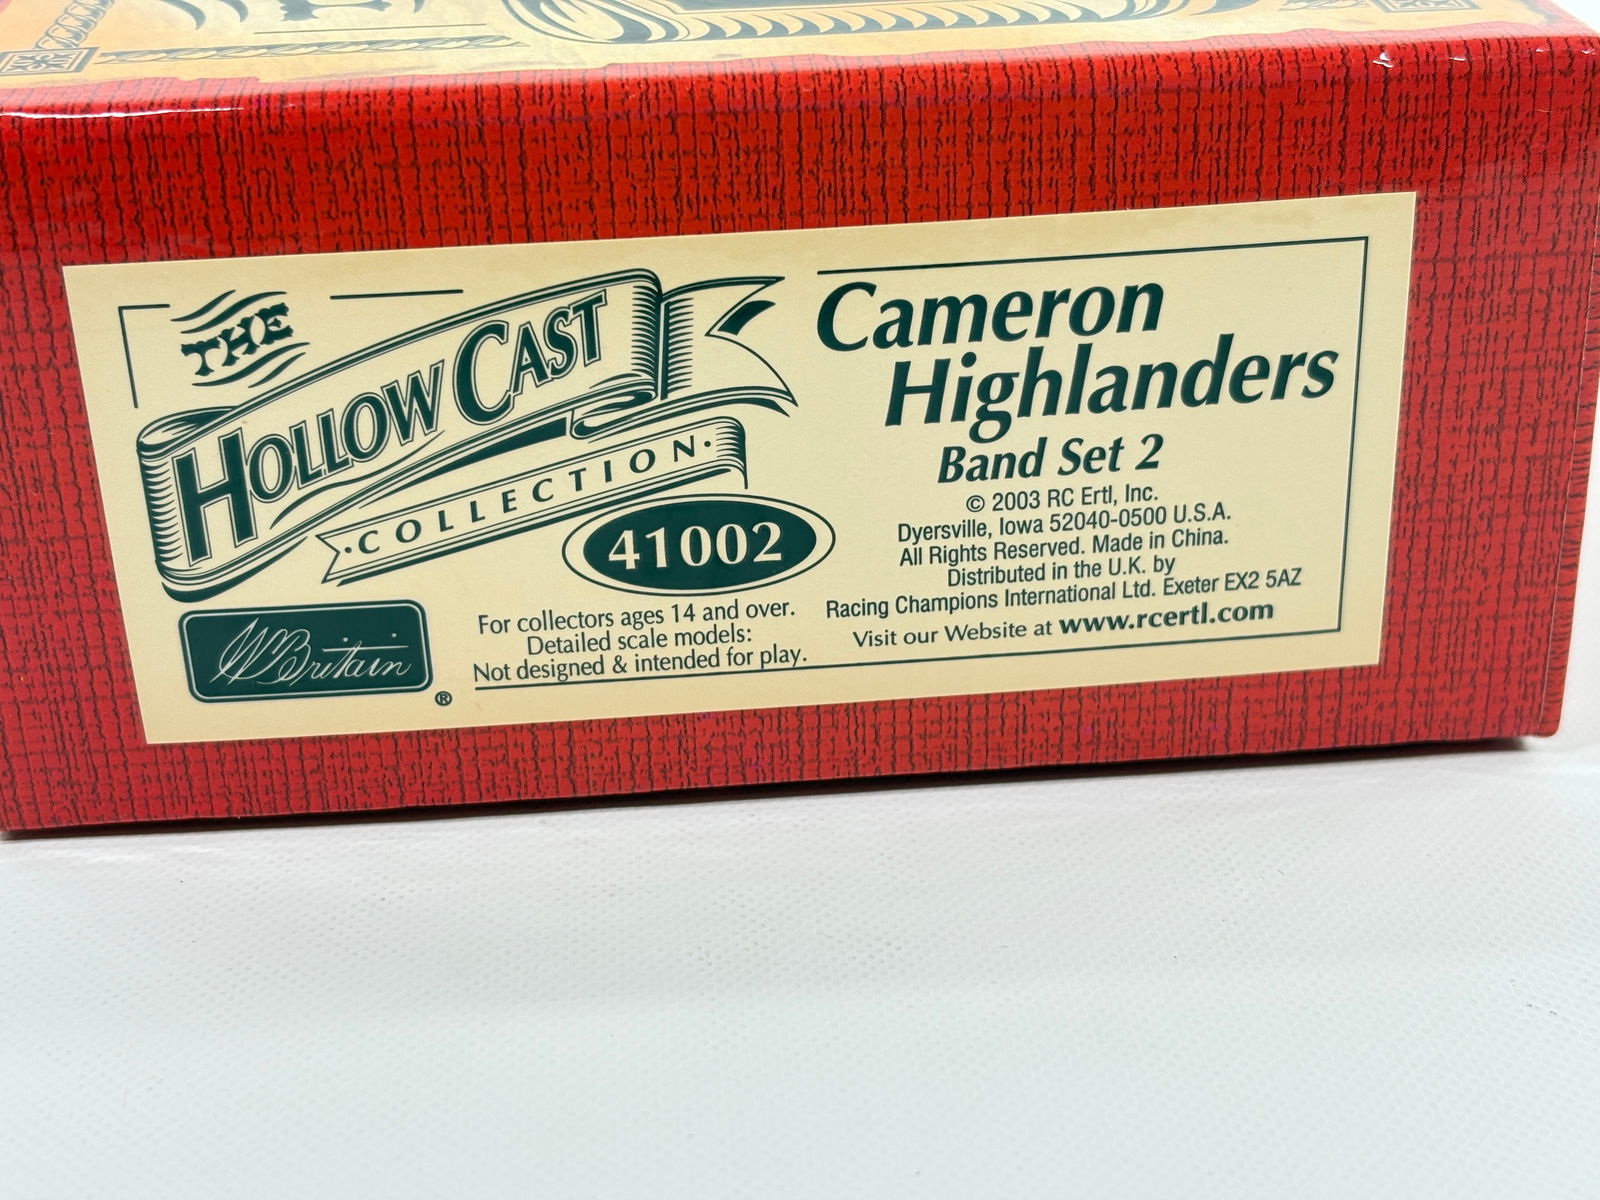 THE
HOLLOW CAST
·COLLECTION·
41002
W. Britain
®
For collectors ages 14 and over.
Detailed scale models:
Not designed & intended for play.
Cameron
Highlanders
Band Set 2
© 2003 RC Ertl, Inc.
Dyersville, Iowa 52040-0500 U.S.A.
All Rights Reserved. Made in China.
Distributed in the U.K. by
Racing Champions International Ltd. Exeter EX2 5AZ
Visit our Website at www.rcertl.com